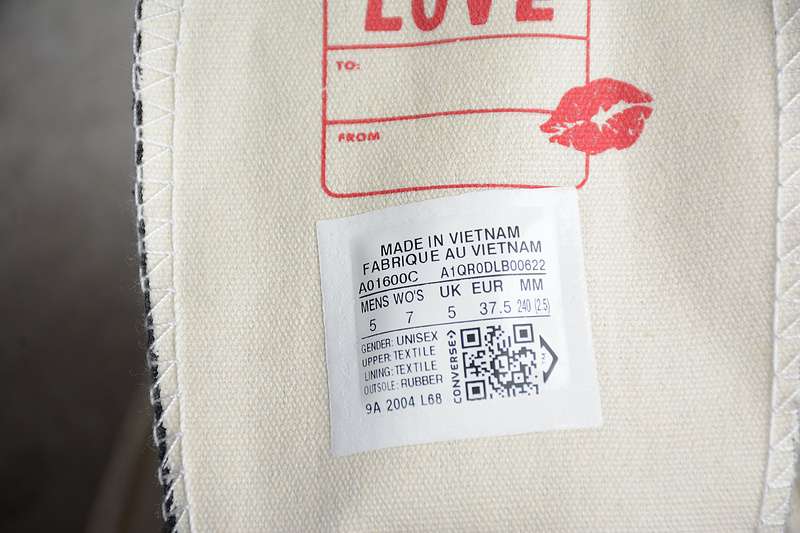 LOVE
TO:
FROM
MADE IN VIETNAM
FABRIQUE AU VIETNAM
A01600C A1QR0DLB00622
MENS WO'S UK EUR MM
5 7 5 37.5 240 (2.5)
GENDER: UNISEX
UPPER: TEXTILE
LINING: TEXTILE
OUTSOLE: RUBBER
9A 2004 L68
CONVERSE